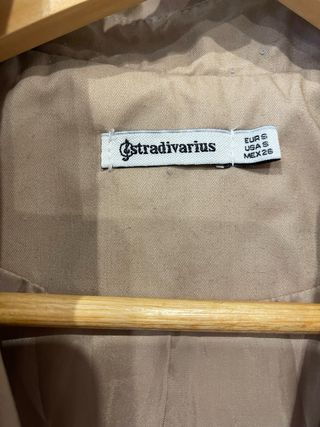 stradivarius
EUR S
USA S
MEX 26